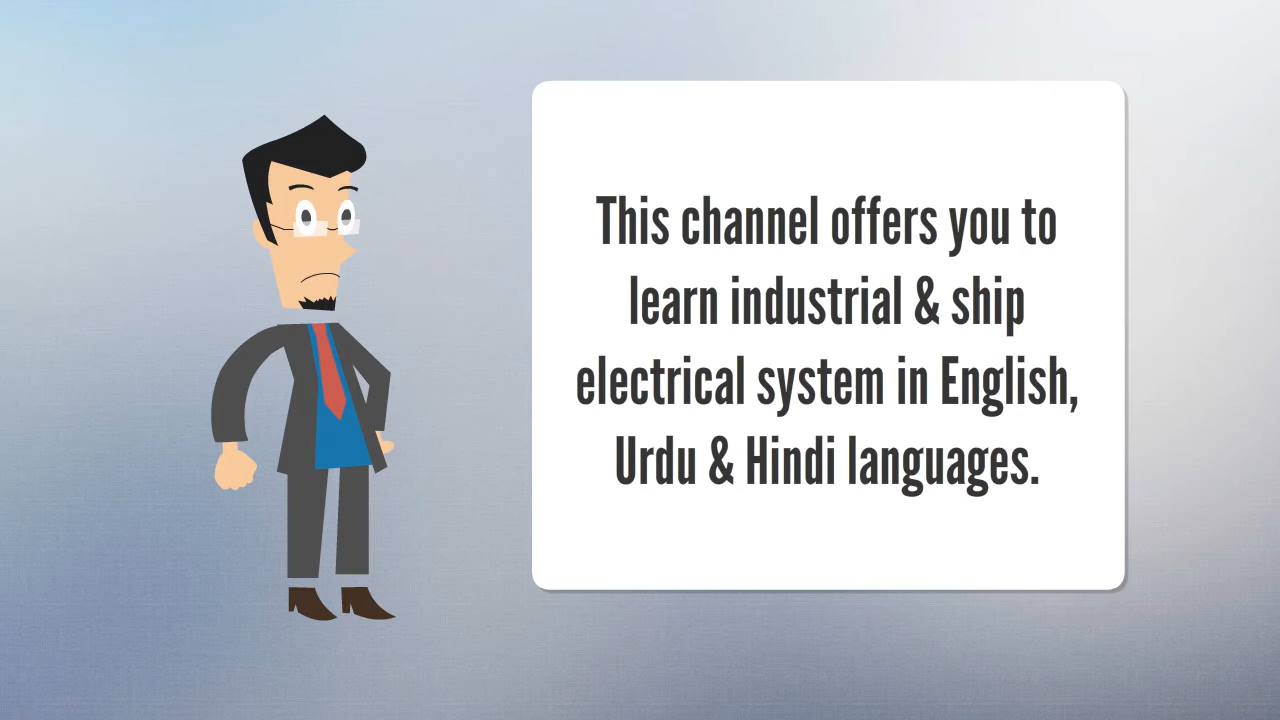 This channel offers you to
learn industrial & ship
electrical system in English,
Urdu & Hindi languages.